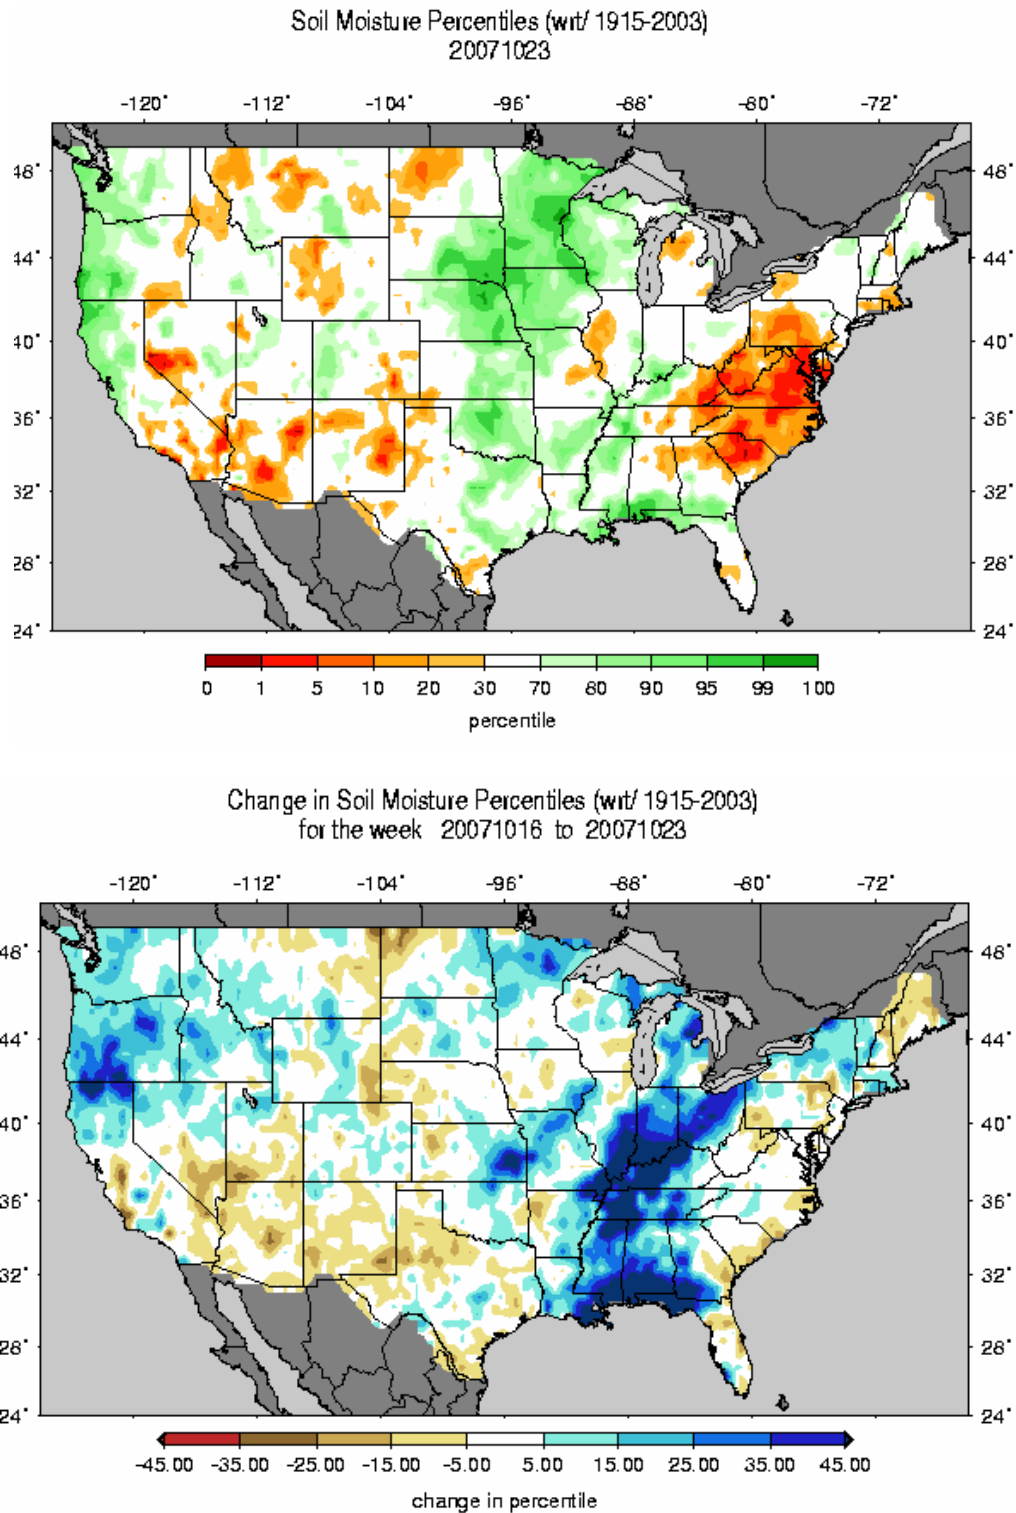 Soil Moisture Percentiles (wrt/ 1915-2003)
20071023
-120° -112° -104° -96° -88° -80° -72°
48° 48°
44° 44°
40° 40°
36° 36°
32° 32°
28° 28°
24° 24°
0 1 5 10 20 30 70 80 90 95 99 100
percentile
Change in Soil Moisture Percentiles (wrt/ 1915-2003)
for the week 20071016 to 20071023
-120° -112° -104° -96° -88° -80° -72°
48° 48°
44° 44°
40° 40°
36° 36°
32° 32°
28° 28°
24° 24°
-45.00 -35.00 -25.00 -15.00 -5.00 5.00 15.00 25.00 35.00 45.00
change in percentile